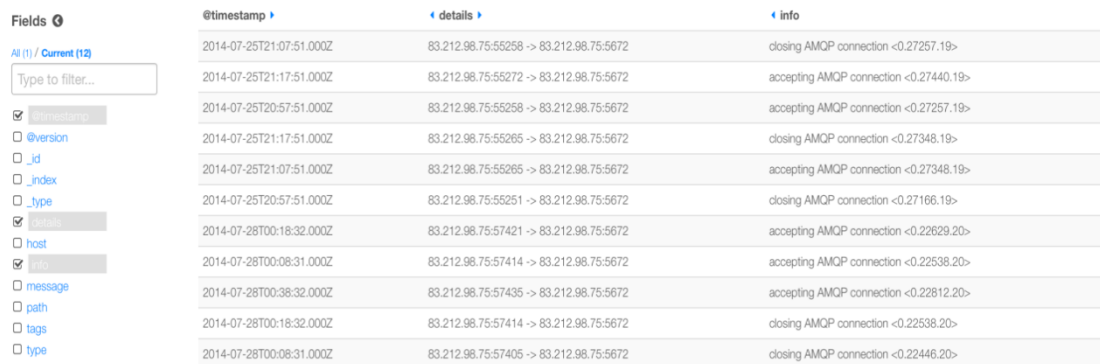 Fields
All (1) / Current (12)
Type to filter...
@timestamp
@version
_id
_index
_type
details
host
info
message
path
tags
type
@timestamp details info
2014-07-25T21:07:51.000Z 83.212.98.75:55258 -> 83.212.98.75:5672 closing AMQP connection <0.27257.19>
2014-07-25T21:17:51.000Z 83.212.98.75:55272 -> 83.212.98.75:5672 accepting AMQP connection <0.27440.19>
2014-07-25T20:57:51.000Z 83.212.98.75:55258 -> 83.212.98.75:5672 accepting AMQP connection <0.27257.19>
2014-07-25T21:17:51.000Z 83.212.98.75:55265 -> 83.212.98.75:5672 closing AMQP connection <0.27348.19>
2014-07-25T21:07:51.000Z 83.212.98.75:55265 -> 83.212.98.75:5672 accepting AMQP connection <0.27348.19>
2014-07-25T20:57:51.000Z 83.212.98.75:55251 -> 83.212.98.75:5672 closing AMQP connection <0.27166.19>
2014-07-28T00:18:32.000Z 83.212.98.75:57421 -> 83.212.98.75:5672 accepting AMQP connection <0.22629.20>
2014-07-28T00:08:31.000Z 83.212.98.75:57414 -> 83.212.98.75:5672 accepting AMQP connection <0.22538.20>
2014-07-28T00:38:32.000Z 83.212.98.75:57435 -> 83.212.98.75:5672 accepting AMQP connection <0.22812.20>
2014-07-28T00:18:32.000Z 83.212.98.75:57414 -> 83.212.98.75:5672 closing AMQP connection <0.22538.20>
2014-07-28T00:08:31.000Z 83.212.98.75:57405 -> 83.212.98.75:5672 closing AMQP connection <0.22446.20>